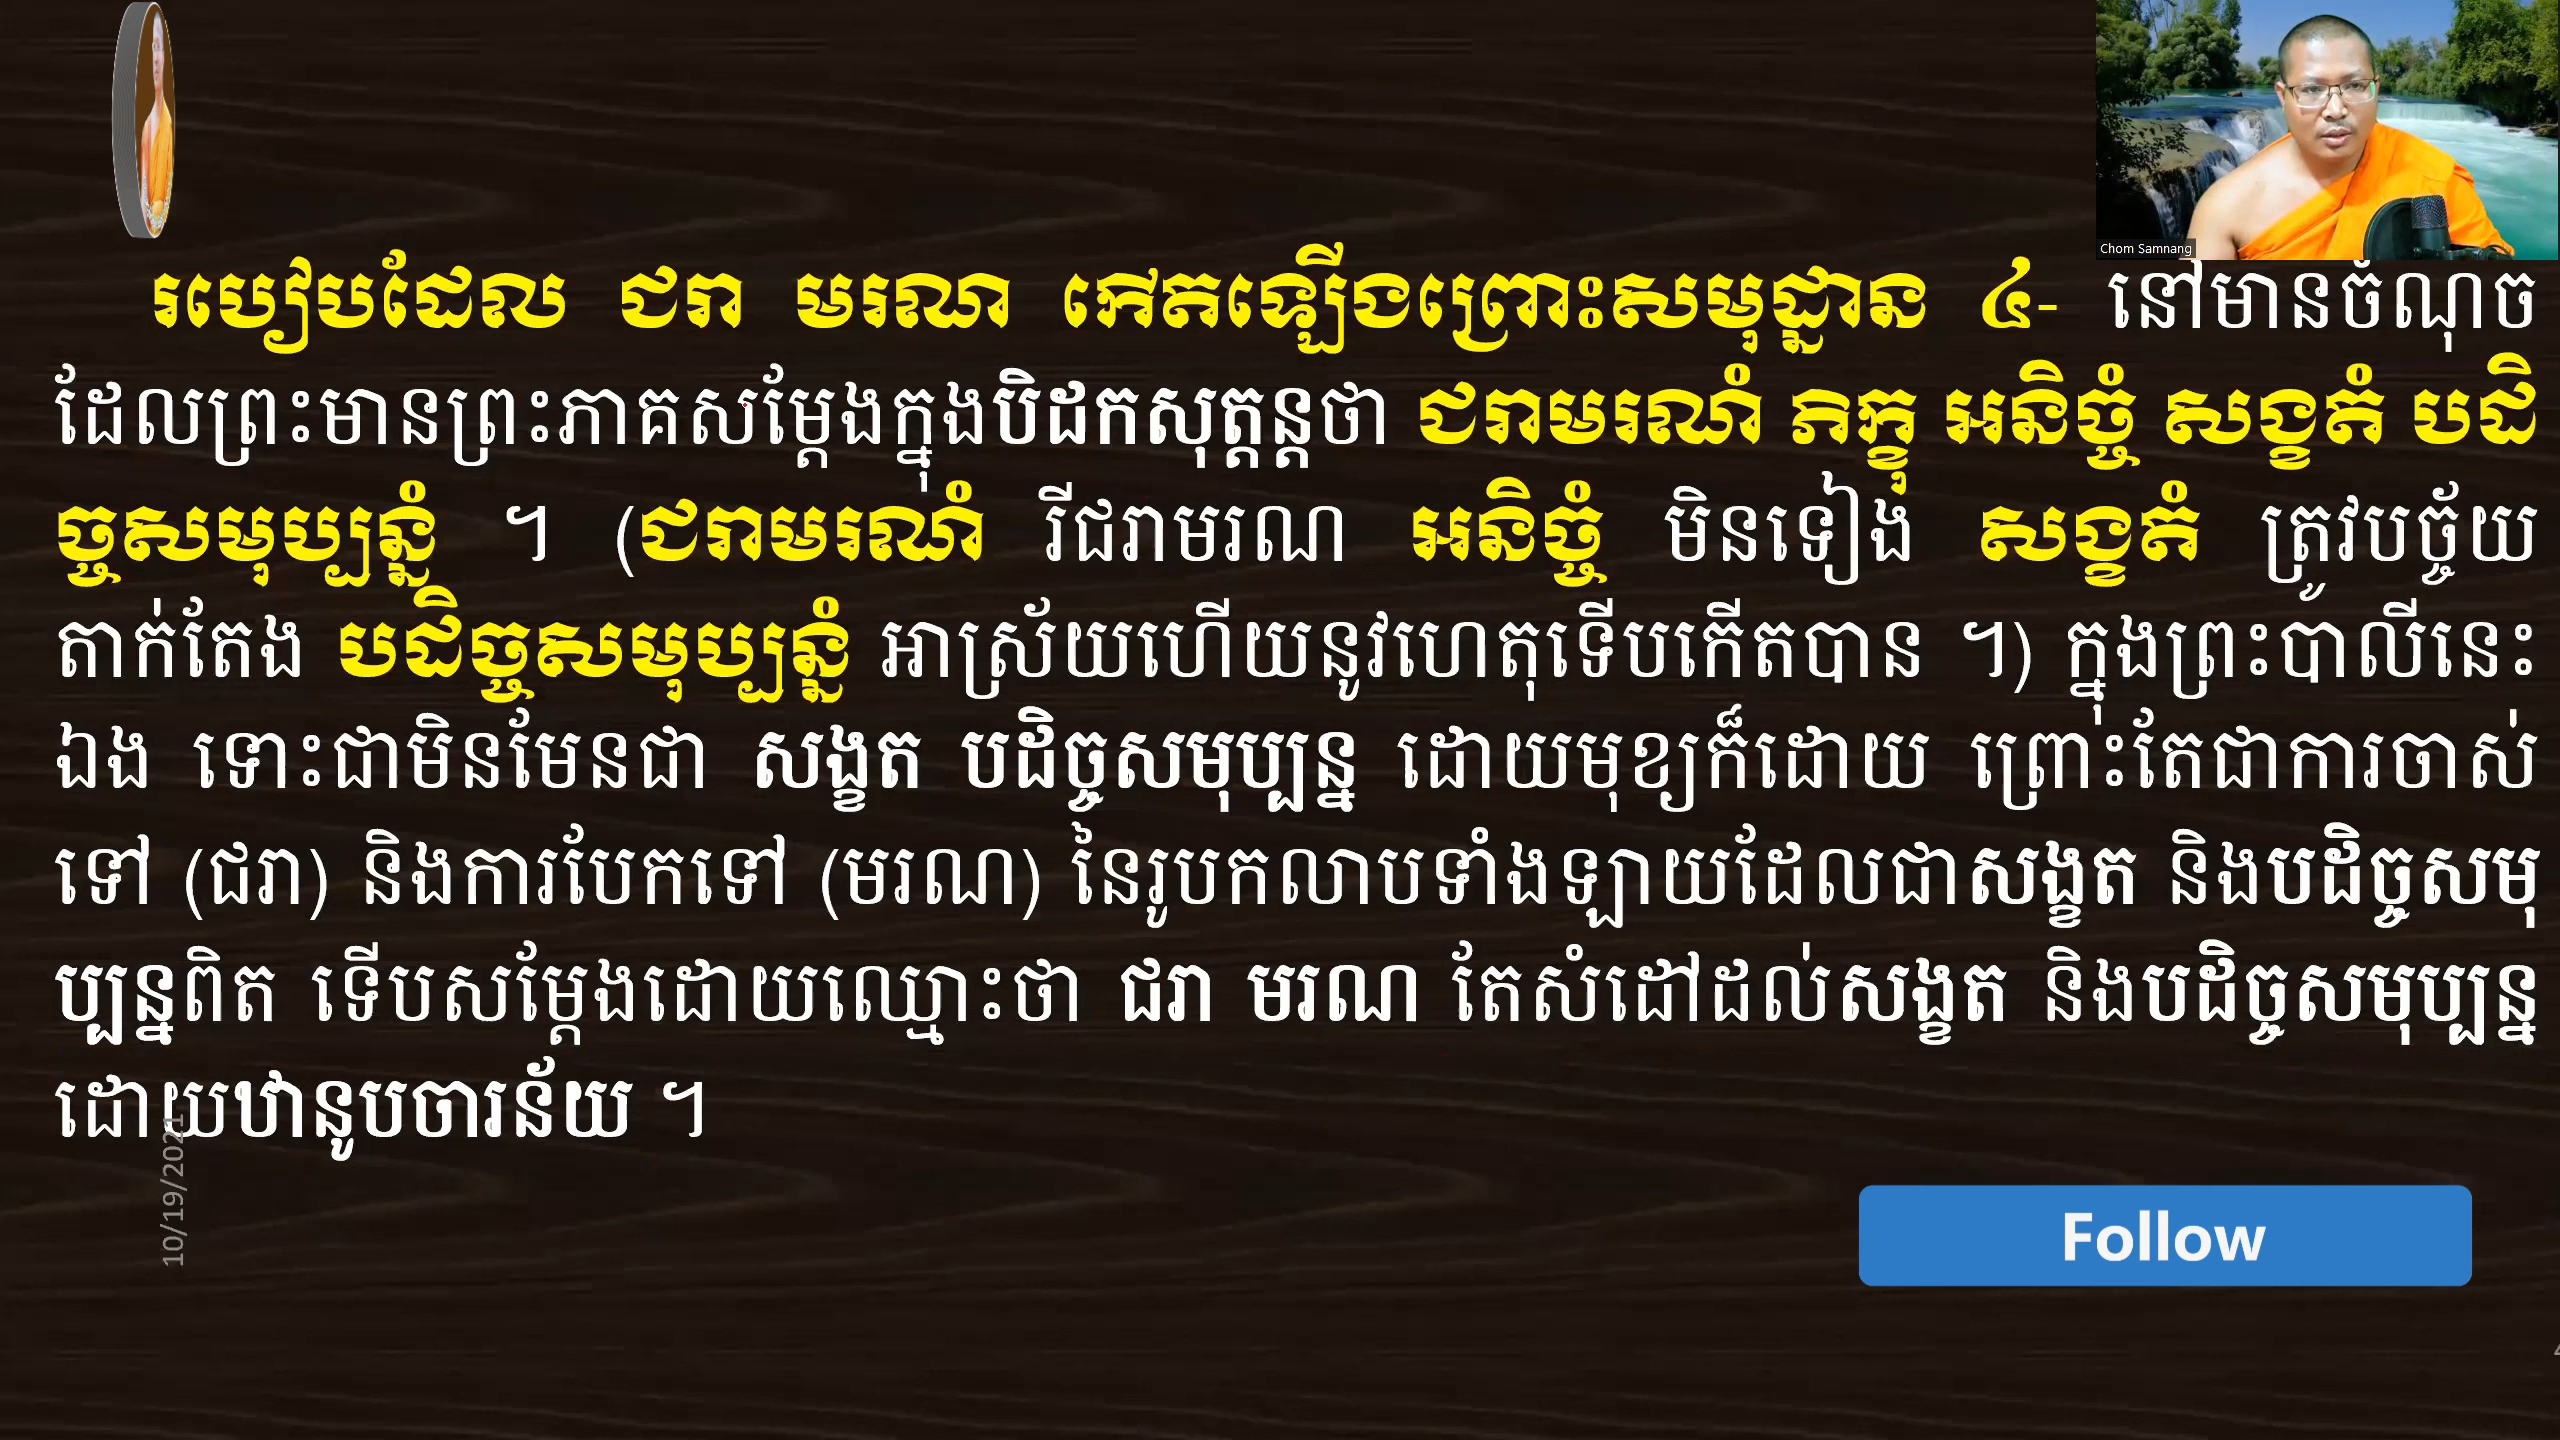 Chom Samnang
របៀបដែល ជរា មរណ កើតឡើងព្រោះសមុដ្ឋាន ៤- នៅមានចំណុច
ដែលព្រះមានព្រះភាគសម្តែងក្នុងបិដកសុត្តន្តថា ជរាមរណំ ភិក្ខុ អនិច្ចំ សង្ខតំ បដិ
ច្ចសមុប្បន្នំ ។ (ជរាមរណំ រីជរាមរណ អនិច្ចំ មិនទៀង សង្ខតំ ត្រូវបច្ច័យ
តាក់តែង បដិច្ចសមុប្បន្នំ អាស្រ័យហើយនូវហេតុទើបកើតបាន ។) ក្នុងព្រះបាលីនេះ
ឯង ទោះជាមិនមែនជា សង្ខត បដិច្ចសមុប្បន្ន ដោយមុខ្យក៏ដោយ ព្រោះតែជាការចាស់
ទៅ (ជរា) និងការបែកទៅ (មរណ) នៃរូបកលាបទាំងឡាយដែលជាសង្ខត និងបដិច្ចសមុ
ប្បន្នពិត ទើបសម្តែងដោយឈ្មោះថា ជរា មរណ តែសំដៅដល់សង្ខត និងបដិច្ចសមុប្បន្ន
ដោយឋានូបចារន័យ ។
10/19/2021
Follow